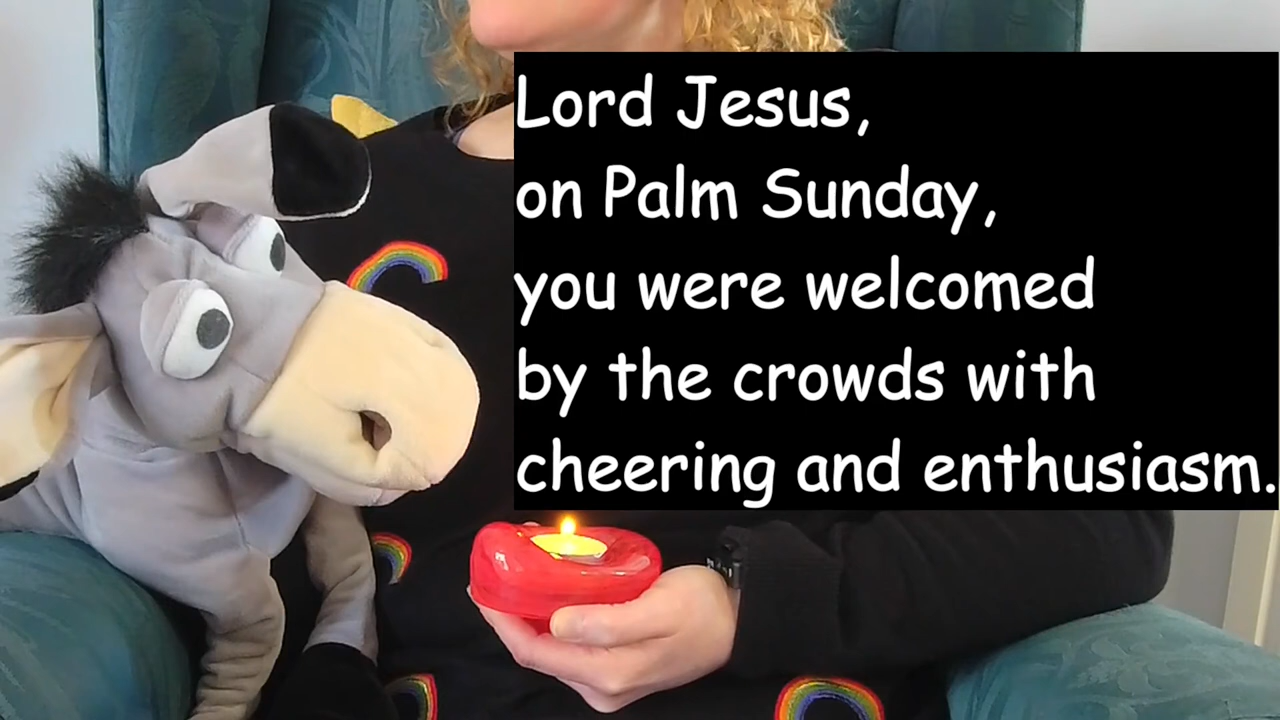 Lord Jesus,
on Palm Sunday,
you were welcomed
by the crowds with
cheering and enthusiasm.